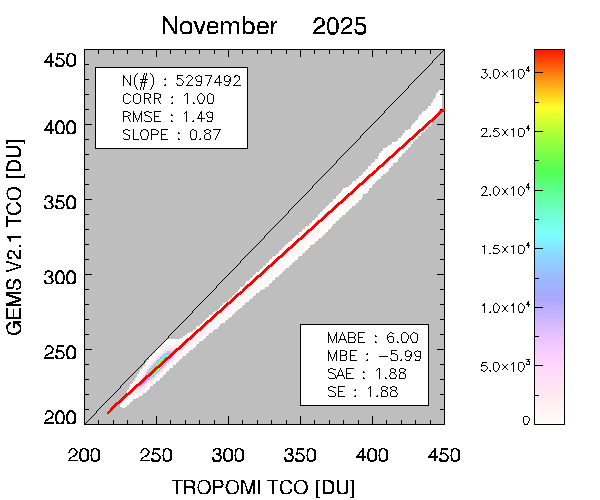 November 2025
450
400
350
300
250
200
GEMS V2.1 TCO [DU]
N(#) : 5297492
CORR : 1.00
RMSE : 1.49
SLOPE : 0.87
MABE : 6.00
MBE : −5.99
SAE : 1.88
SE : 1.88
200 250 300 350 400 450
TROPOMI TCO [DU]
3.0×10⁴
2.5×10⁴
2.0×10⁴
1.5×10⁴
1.0×10⁴
5.0×10³
0